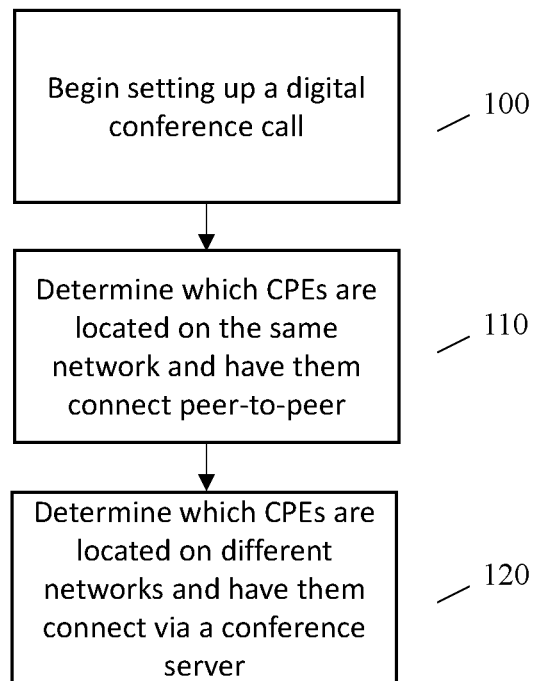 Begin setting up a digital
conference call
100
Determine which CPEs are
located on the same
network and have them
connect peer-to-peer
110
Determine which CPEs are
located on different
networks and have them
connect via a conference
server
120